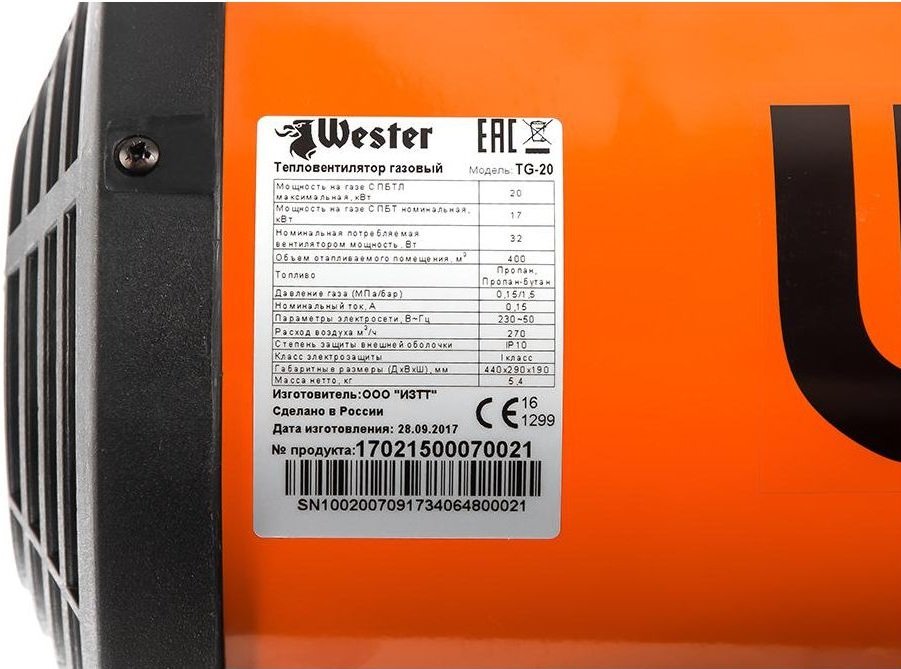 Wester EAC
Тепловентилятор газовый Модель: TG-20
Мощность на газе СПБТЛ
максимальная, кВт 20
Мощность на газе СПБТ номинальная,
кВт 17
Номинальная потребляемая
вентилятором мощность, Вт 32
Объем отапливаемого помещения, м³ 400
Топливо Пропан,
Пропан-бутан
Давление газа (МПа/бар) 0,15/1,5
Номинальный ток, А 0,15
Параметры электросети, В~Гц 230~50
Расход воздуха м³/ч 270
Степень защиты внешней оболочки IP10
Класс электрозащиты I класс
Габаритные размеры (ДхВхШ), мм 440x290x190
Масса нетто, кг 5,4
Изготовитель:ООО "ИЗТТ"
Сделано в России
CE 16
1299
Дата изготовления: 28.09.2017
№ продукта:17021500070021
SN1002007091734064800021